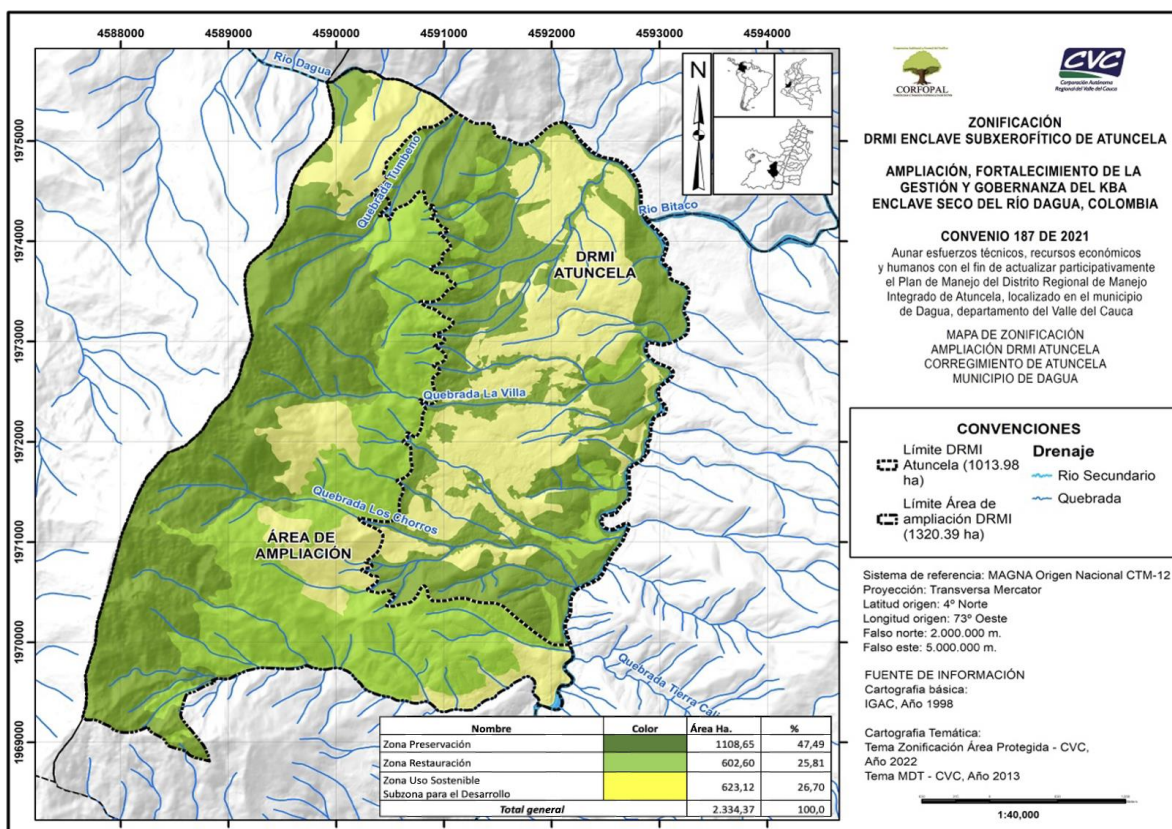 4588000 4589000 4590000 4591000 4592000 4593000 4594000
1975000
1974000
1973000
1972000
1971000
1970000
1969000
Rio Dagua
Quebrada Tumbeño
Rio Bitaco
DRMI
ATUNCELA
Quebrada La Villa
Quebrada Los Chorros
ÁREA DE
AMPLIACIÓN
Quebrada Tierra
N
Nombre Color Área Ha. %
Zona Preservación 1108,65 47,49
Zona Restauración 602,60 25,81
Zona Uso Sostenible
Subzona para el Desarrollo 623,12 26,70
Total general 2.334,37 100,0
CORFOPAL
CVC
Corporación Autónoma
Regional del Valle del Cauca
ZONIFICACIÓN
DRMI ENCLAVE SUBXEROFÍTICO DE ATUNCELA
AMPLIACIÓN, FORTALECIMIENTO DE LA
GESTIÓN Y GOBERNANZA DEL KBA
ENCLAVE SECO DEL RÍO DAGUA, COLOMBIA
CONVENIO 187 DE 2021
Aunar esfuerzos técnicos, recursos económicos
y humanos con el fin de actualizar participativamente
el Plan de Manejo del Distrito Regional de Manejo
Integrado de Atuncela, localizado en el municipio
de Dagua, departamento del Valle del Cauca
MAPA DE ZONIFICACIÓN
AMPLIACIÓN DRMI ATUNCELA
CORREGIMIENTO DE ATUNCELA
MUNICIPIO DE DAGUA
CONVENCIONES
Límite DRMI
Atuncela (1013.98
ha)
Límite Área de
ampliación DRMI
(1320.39 ha)
Drenaje
Rio Secundario
Quebrada
Sistema de referencia: MAGNA Origen Nacional CTM-12
Proyección: Transversa Mercator
Latitud origen: 4º Norte
Longitud origen: 73º Oeste
Falso norte: 2.000.000 m.
Falso este: 5.000.000 m.
FUENTE DE INFORMACIÓN
Cartografia básica:
IGAC, Año 1998
Cartografia Temática:
Tema Zonificación Área Protegida - CVC,
Año 2022
Tema MDT - CVC, Año 2013
1:40,000